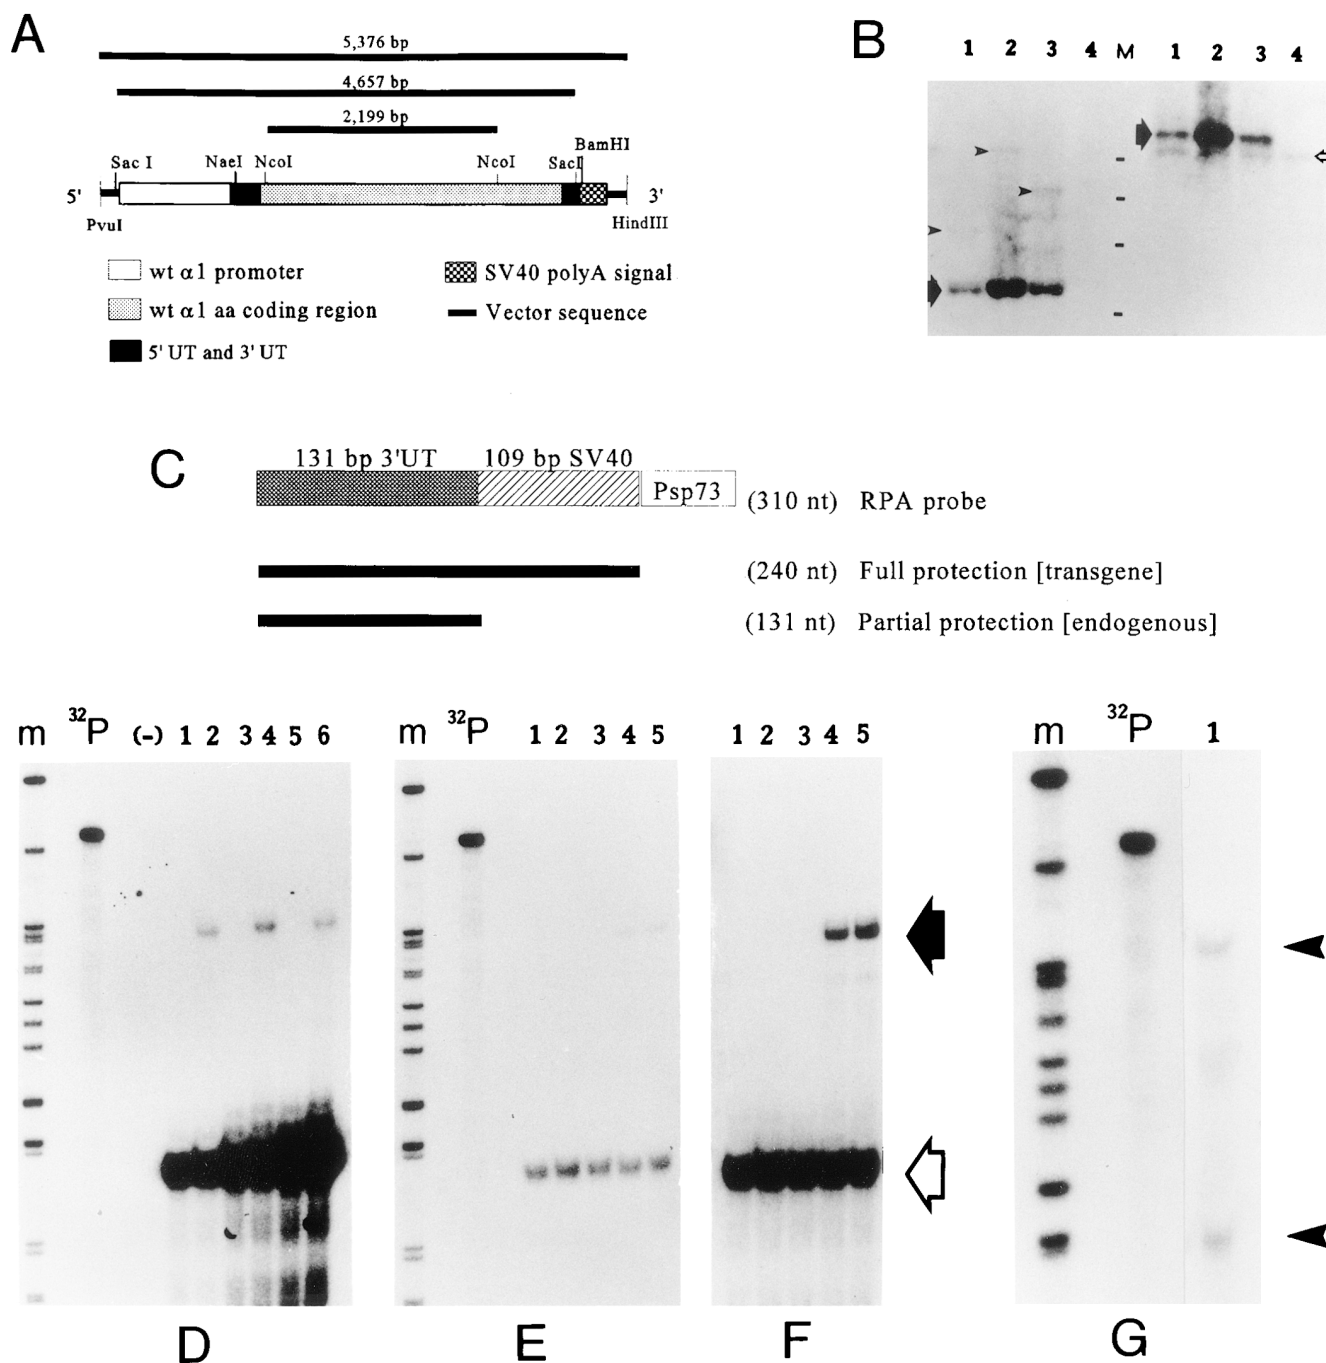 A
5,376 bp
4,657 bp
2,199 bp
BamHI
Sac I NaeI NcoI NcoI SacI
5' 3'
PvuI HindIII
wt α1 promoter SV40 polyA signal
wt α1 aa coding region Vector sequence
5' UT and 3' UT
B
1 2 3 4 M 1 2 3 4
C
131 bp 3'UT 109 bp SV40
Psp73
(310 nt) RPA probe
(240 nt) Full protection [transgene]
(131 nt) Partial protection [endogenous]
m 32P (-) 1 2 3 4 5 6
m 32P 1 2 3 4 5
1 2 3 4 5
m 32P 1
D E F G